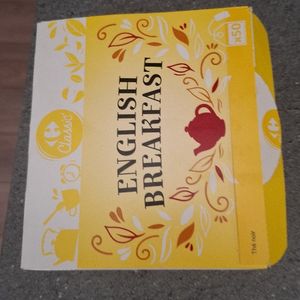 Classic
ENGLISH
BREAKFAST
x50
Thé noir